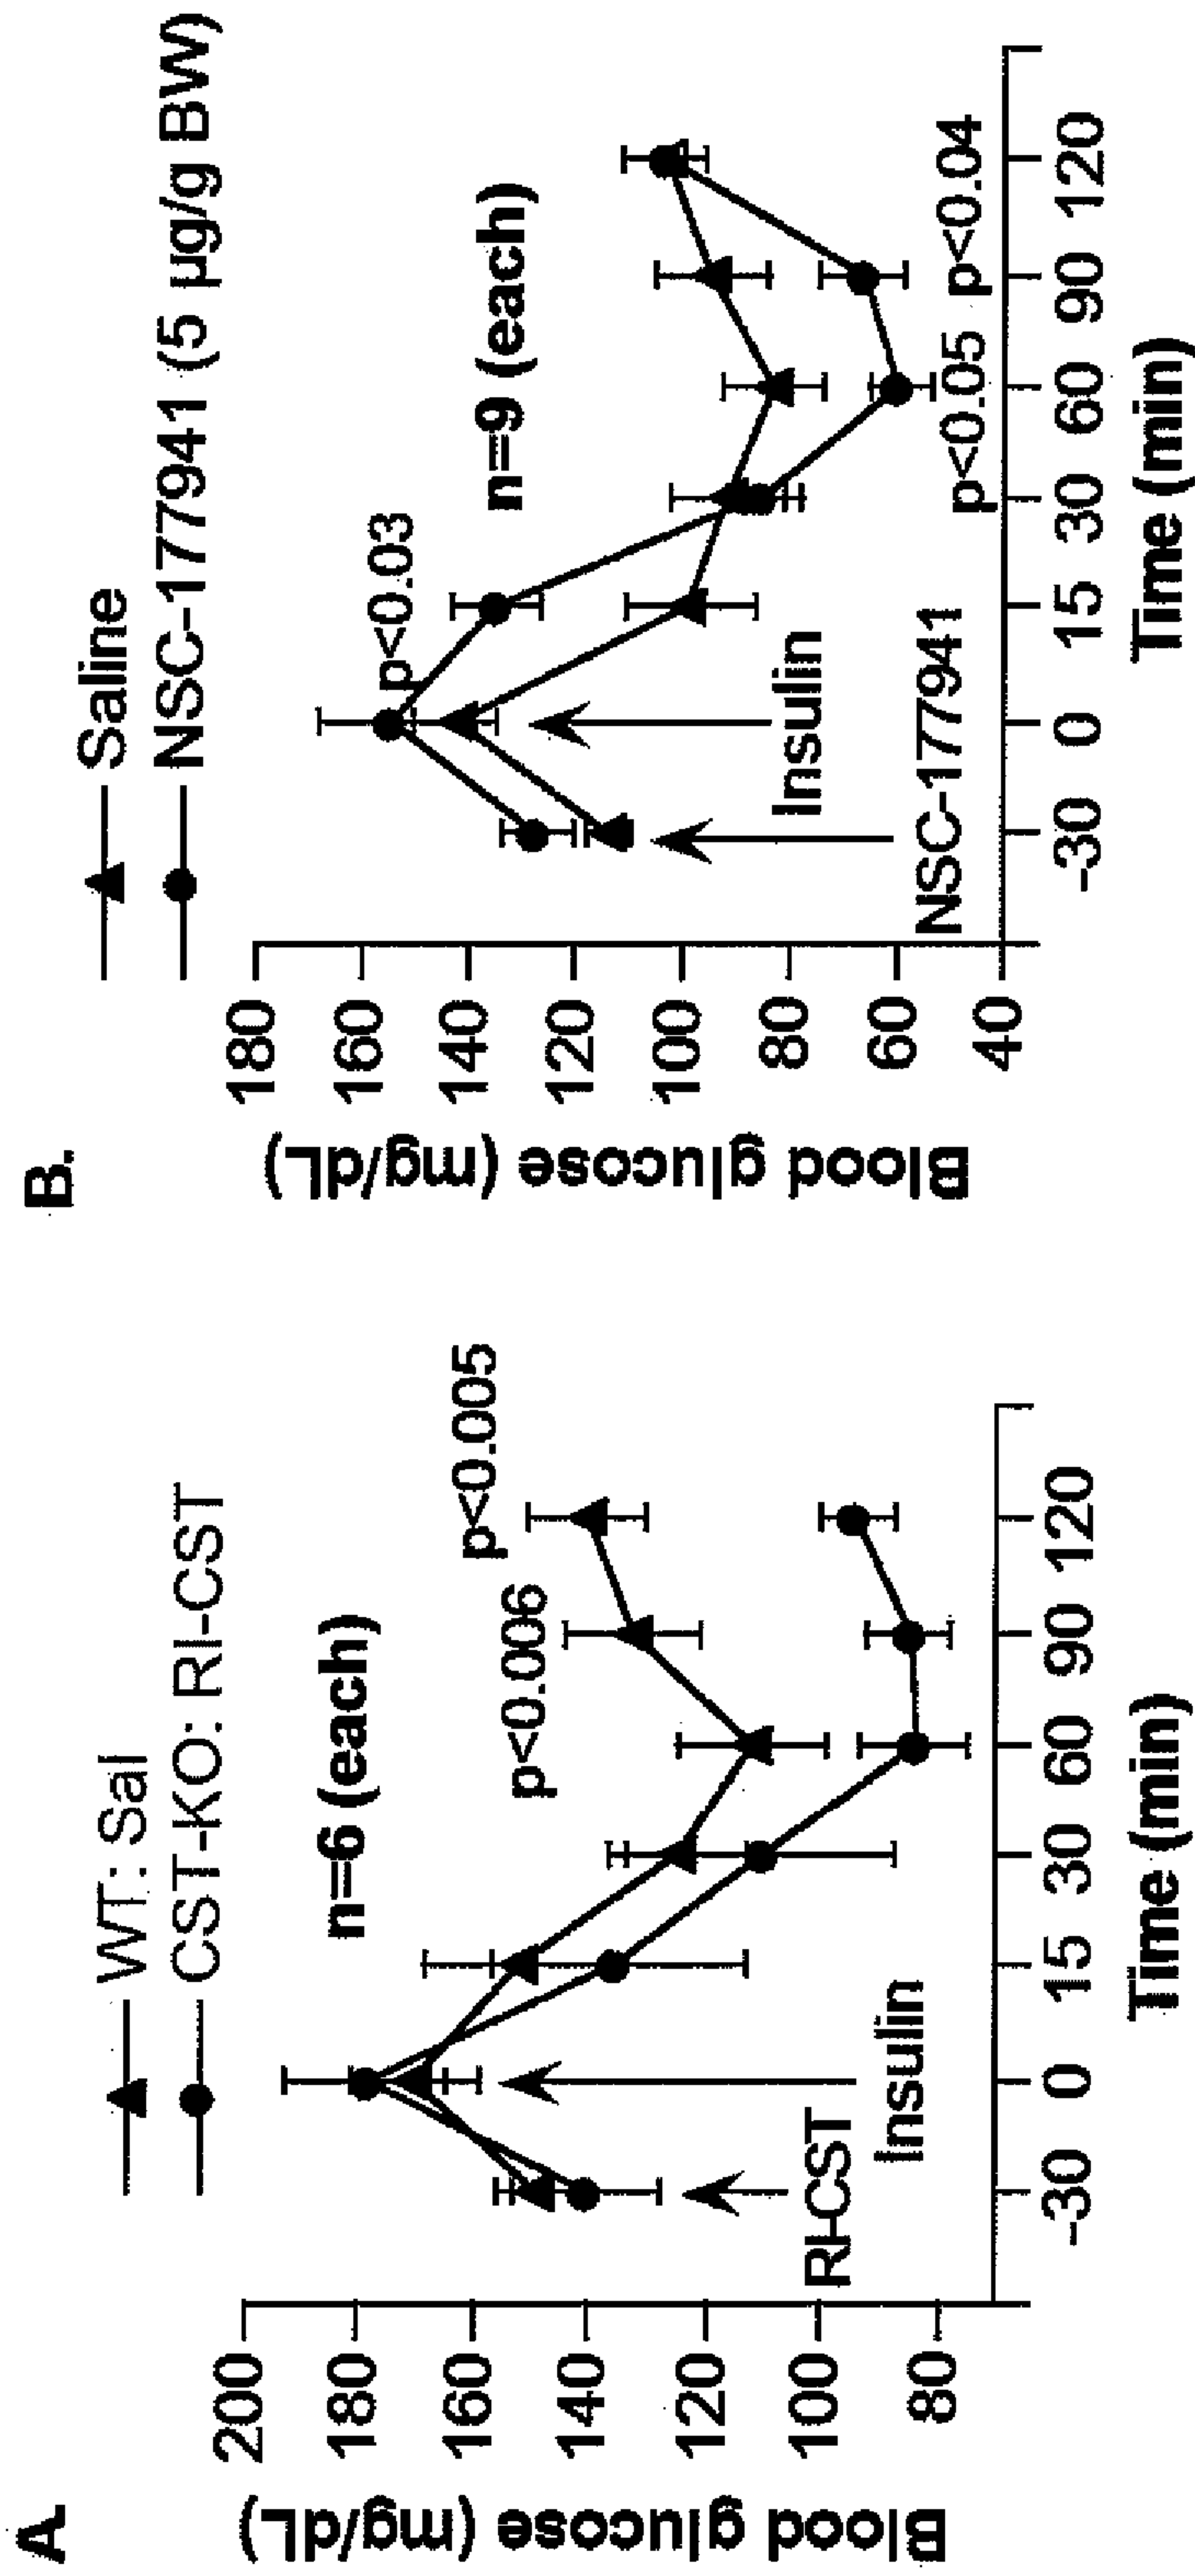 A.
WT: Sal
CST-KO: RI-CST
n=6 (each)
p<0.005
p<0.006
Blood glucose (mg/dL)
200
180
160
140
120
100
80
RI-CST
Insulin
-30 0 15 30 60 90 120
Time (min)
B.
Saline
NSC-177941 (5 µg/g BW)
p<0.03
n=9 (each)
Blood glucose (mg/dL)
180
160
140
120
100
80
60
40
Insulin
NSC-177941
p<0.05 p<0.04
-30 0 15 30 60 90 120
Time (min)